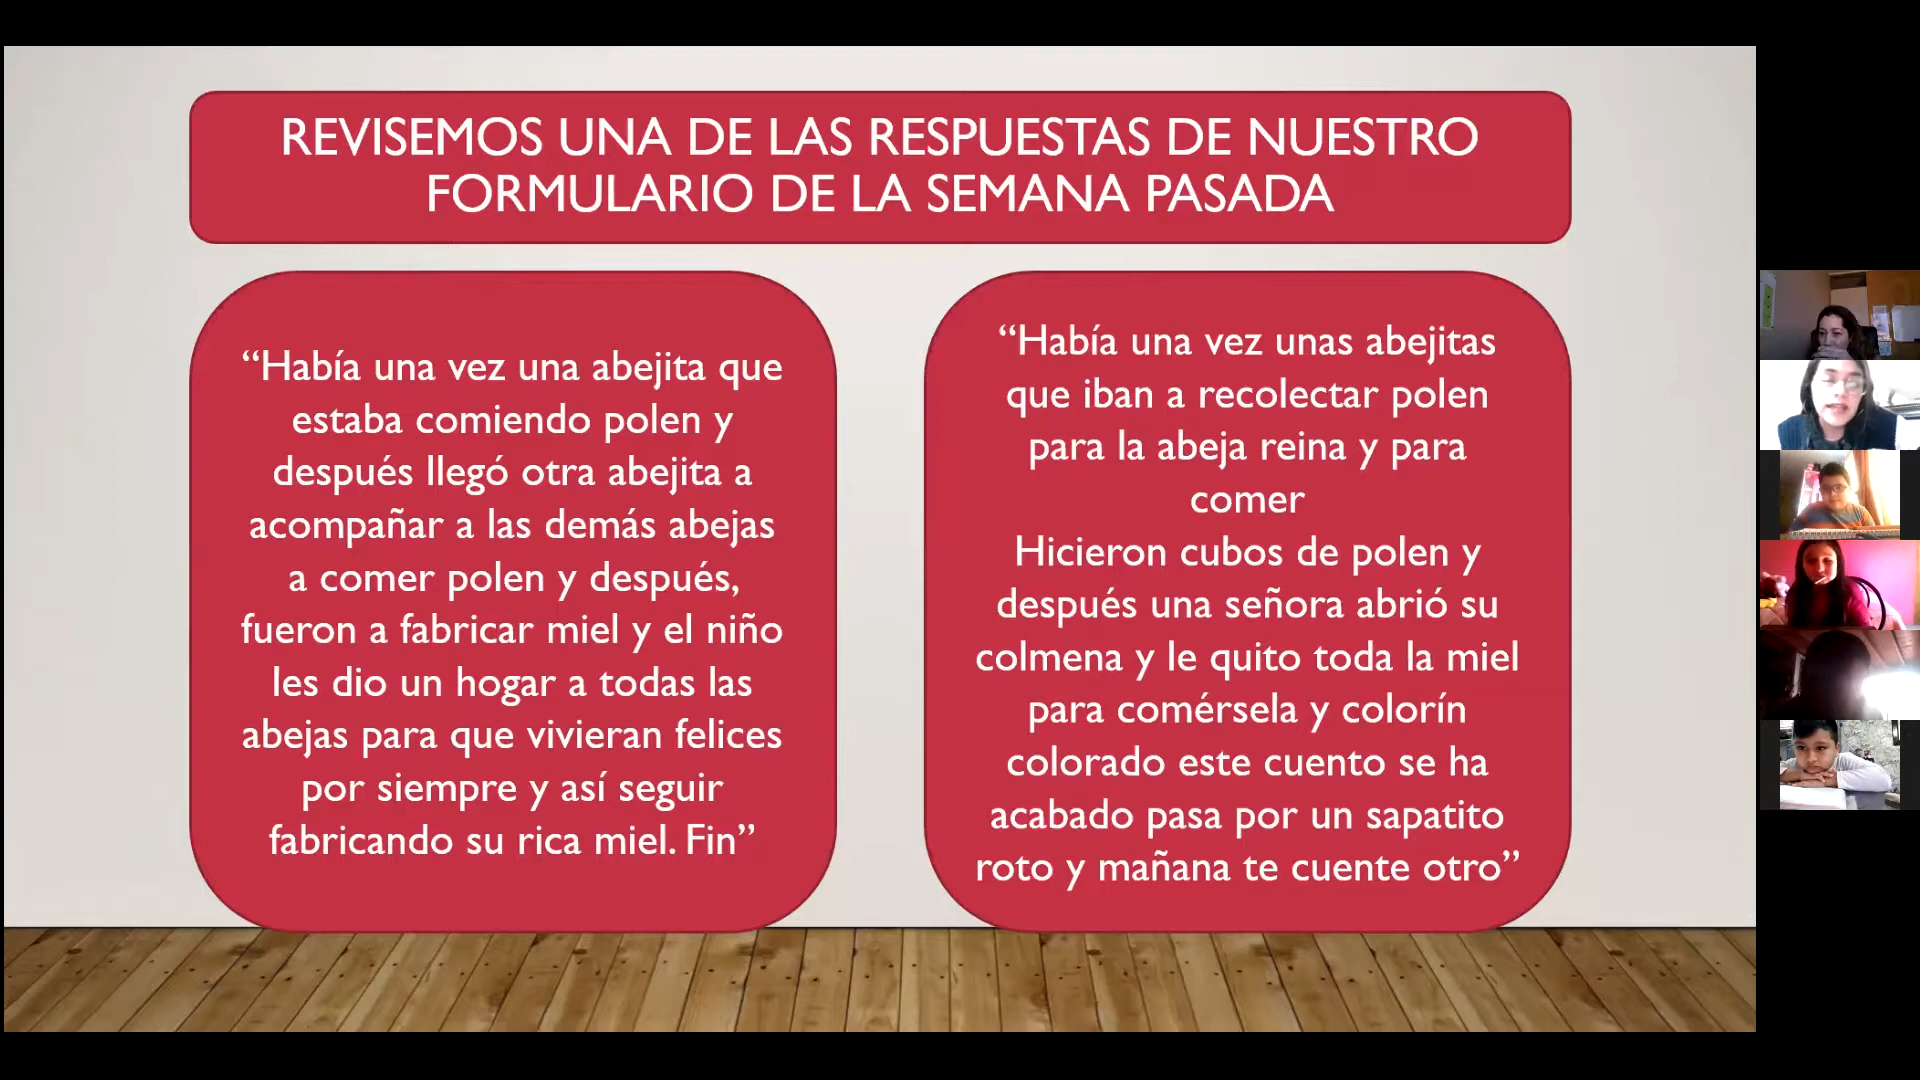 REVISEMOS UNA DE LAS RESPUESTAS DE NUESTRO
FORMULARIO DE LA SEMANA PASADA
“Había una vez una abejita que
estaba comiendo polen y
después llegó otra abejita a
acompañar a las demás abejas
a comer polen y después,
fueron a fabricar miel y el niño
les dio un hogar a todas las
abejas para que vivieran felices
por siempre y así seguir
fabricando su rica miel. Fin”
“Había una vez unas abejitas
que iban a recolectar polen
para la abeja reina y para
comer
Hicieron cubos de polen y
después una señora abrió su
colmena y le quito toda la miel
para comérsela y colorín
colorado este cuento se ha
acabado pasa por un sapatito
roto y mañana te cuente otro”